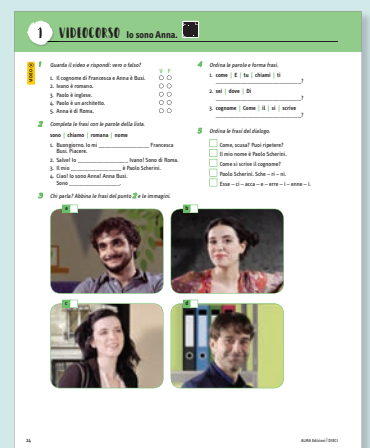 1 VIDEOCORSO Io sono Anna.
VIDEO
1 Guarda il video e rispondi: vero o falso?
V F
1. Il cognome di Francesca e Anna è Busi.
2. Ivano è romano.
3. Paolo è inglese.
4. Paolo è un architetto.
5. Anna è di Roma.
2 Completa le frasi con le parole della lista.
sono | chiamo | romana | nome
1. Buongiorno. Io mi ____________ Francesca
Busi. Piacere.
2. Salve! Io ____________ Ivano! Sono di Roma.
3. Il mio ____________ è Paolo Scherini.
4. Ciao! Io sono Anna! Anna Busi.
Sono ____________.
3 Chi parla? Abbina le frasi del punto 2 e le immagini.
a
b
c
d
4 Ordina le parole e forma frasi.
1. come | E | tu | chiami | ti
____________?
2. sei | dove | Di
____________?
3. cognome | Come | il | si | scrive
____________?
5 Ordina le frasi del dialogo.
Come, scusa? Puoi ripetere?
Il mio nome è Paolo Scherini.
Come si scrive il cognome?
Paolo Scherini. Sche – ri – ni.
Esse – ci – acca – e – erre – i – enne – i.
24
ALMA Edizioni | DIECI